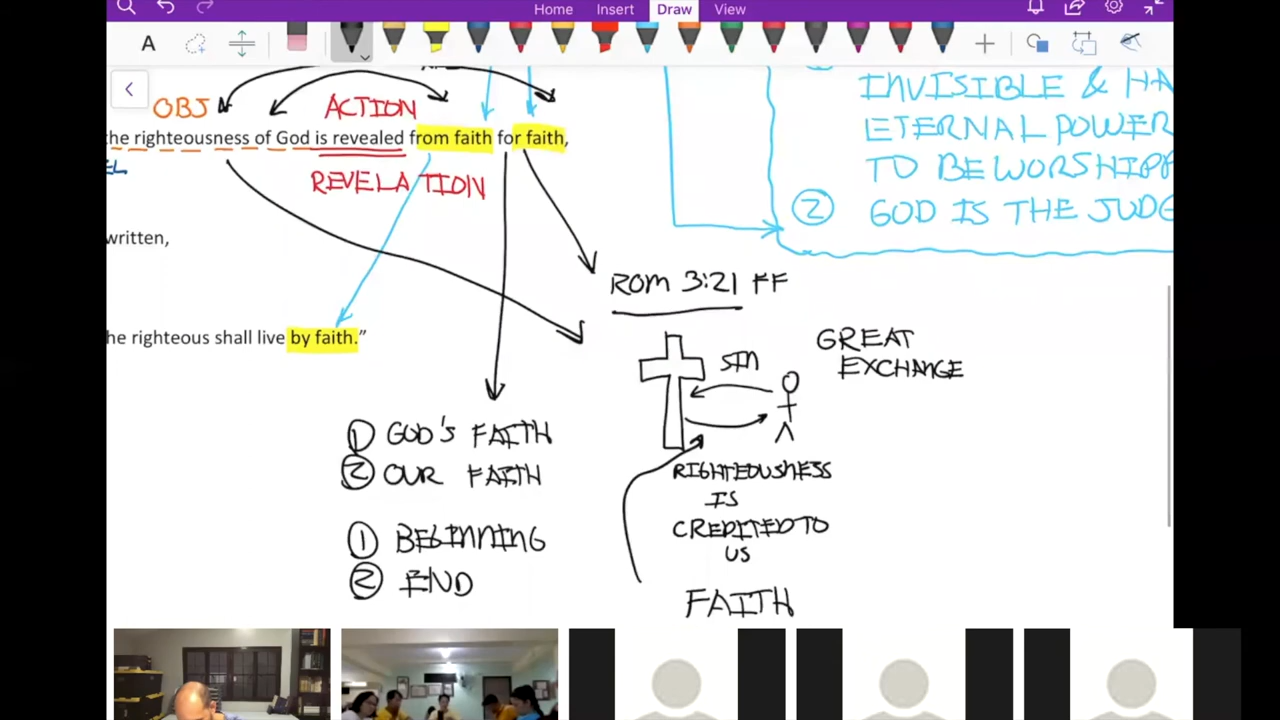 Home Insert Draw View
A
OBJ ACTION
the righteousness of God is revealed from faith for faith,
REVELATION
written,
he righteous shall live by faith.”
INVISIBLE & HA
ETERNAL POWER
TO BE WORSHIPP
② GOD IS THE JUDGE
ROM 3:21 FF
SIN
GREAT
EXCHANGE
① GOD'S FAITH
② OUR FAITH
① BEGINNING
② END
RIGHTEOUSNESS
IS
CREDITED TO
US
FAITH